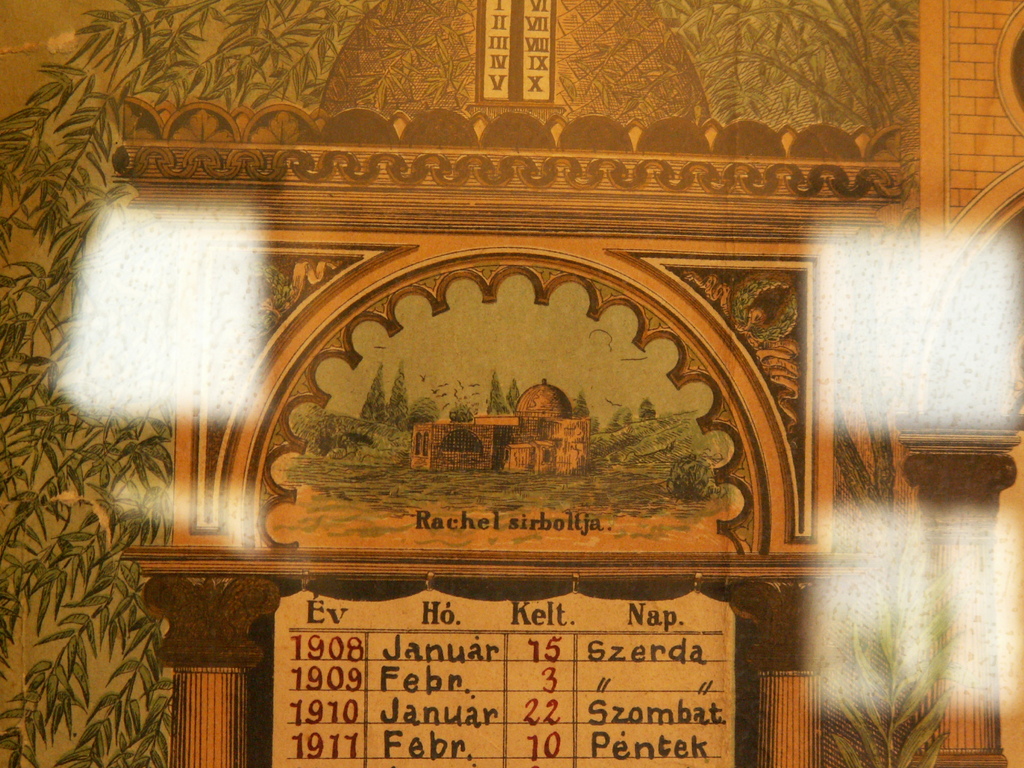 I VI
II VII
III VIII
IV IX
V X
Rachel sirboltja.
Év Hó. Kelt. Nap.
1908 Január 15 Szerda
1909 Febr. 3 〃 〃
1910 Január 22 Szombat.
1911 Febr. 10 Péntek